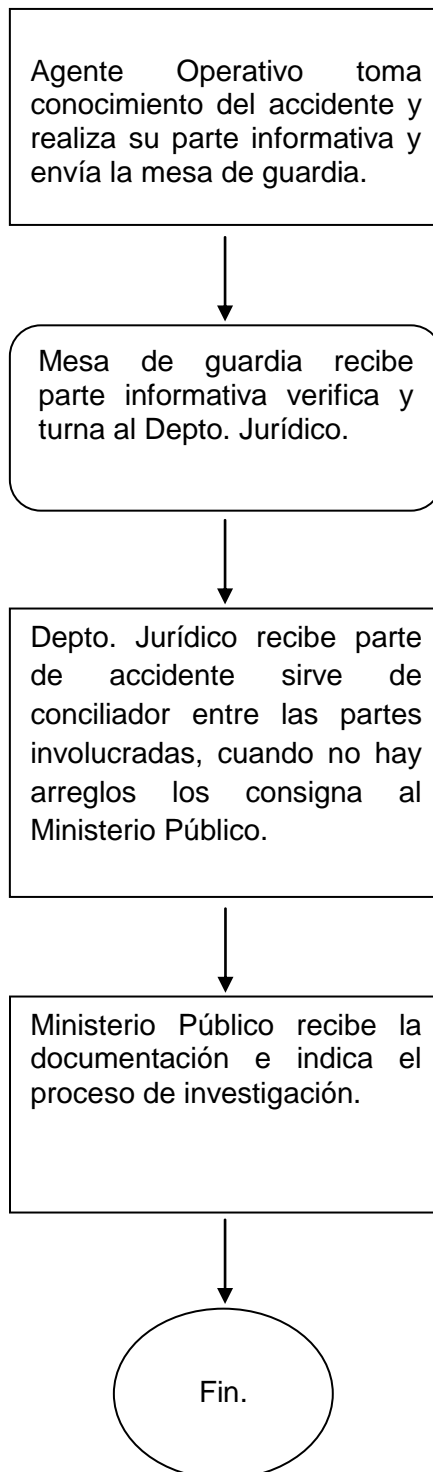 Agente Operativo toma
conocimiento del accidente y
realiza su parte informativa y
envía la mesa de guardia.
Mesa de guardia recibe
parte informativa verifica y
turna al Depto. Jurídico.
Depto. Jurídico recibe parte
de accidente sirve de
conciliador entre las partes
involucradas, cuando no hay
arreglos los consigna al
Ministerio Público.
Ministerio Público recibe la
documentación e indica el
proceso de investigación.
Fin.